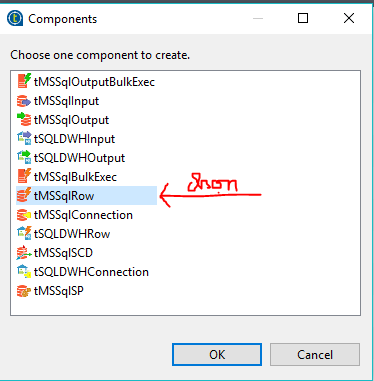 Components
Choose one component to create.
tMSSqlOutputBulkExec
tMSSqlInput
tMSSqlOutput
tSQLDWHInput
tSQLDWHOutput
tMSSqlBulkExec
tMSSqlRow
chọn
tMSSqlConnection
tSQLDWHRow
tMSSqlSCD
tSQLDWHConnection
tMSSqlSP
OK
Cancel